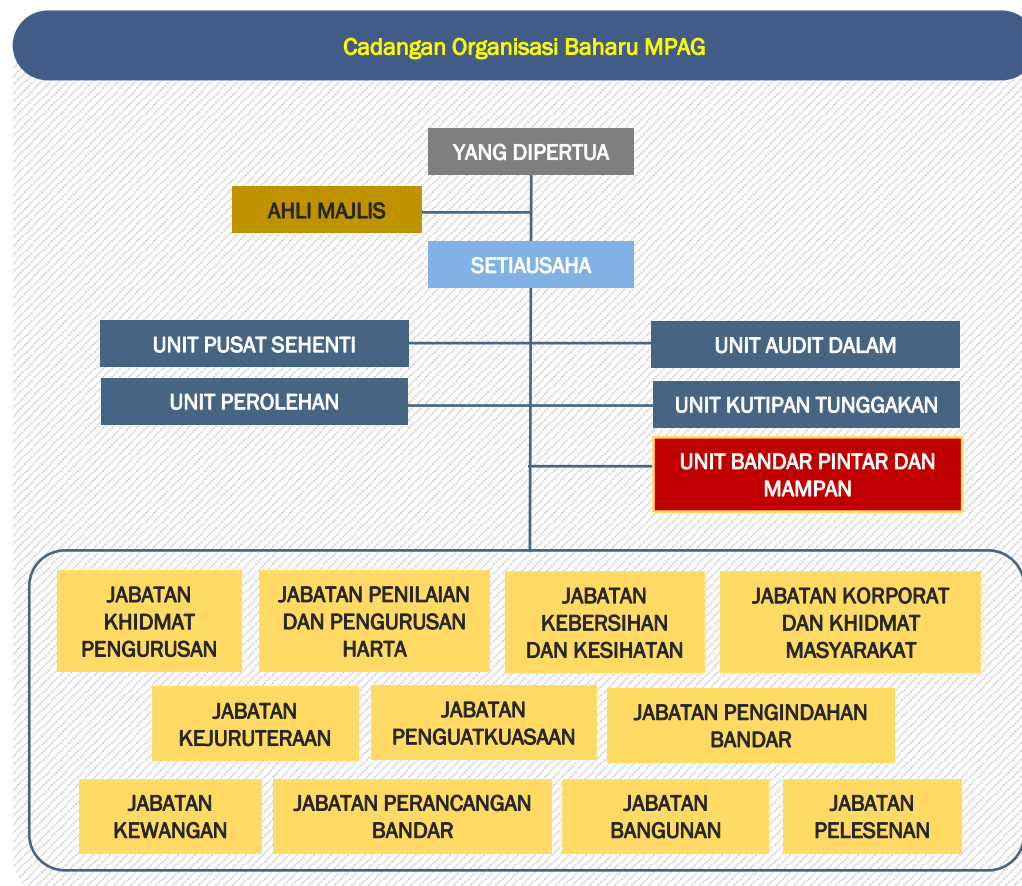 Cadangan Organisasi Baharu MPAG
YANG DIPERTUA
AHLI MAJLIS
SETIAUSAHA
UNIT PUSAT SEHENTI
UNIT AUDIT DALAM
UNIT PEROLEHAN
UNIT KUTIPAN TUNGGAKAN
UNIT BANDAR PINTAR DAN
MAMPAN
JABATAN
KHIDMAT
PENGURUSAN
JABATAN PENILAIAN
DAN PENGURUSAN
HARTA
JABATAN
KEBERSIHAN
DAN KESIHATAN
JABATAN KORPORAT
DAN KHIDMAT
MASYARAKAT
JABATAN
KEJURUTERAAN
JABATAN
PENGUATKUASAAN
JABATAN PENGINDAHAN
BANDAR
JABATAN
KEWANGAN
JABATAN PERANCANGAN
BANDAR
JABATAN
BANGUNAN
JABATAN
PELESENAN